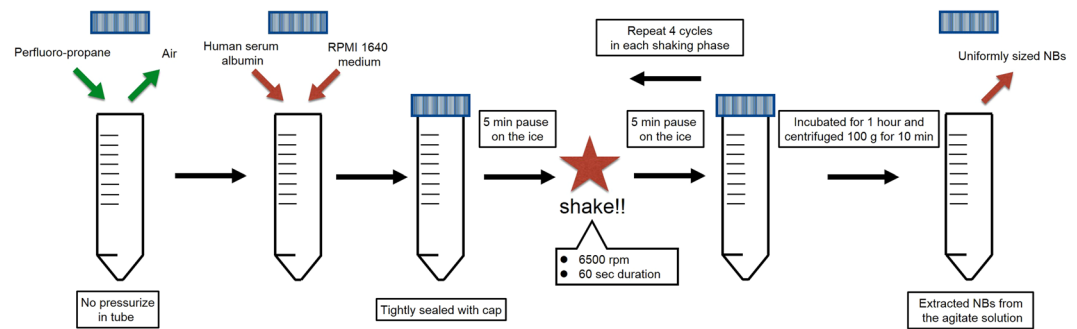 Perfluoro-propane
Air
No pressurize
in tube
Human serum
albumin
RPMI 1640
medium
Tightly sealed with cap
5 min pause
on the ice
Repeat 4 cycles
in each shaking phase
shake!!
● 6500 rpm
● 60 sec duration
5 min pause
on the ice
Incubated for 1 hour and
centrifuged 100 g for 10 min
Uniformly sized NBs
Extracted NBs from
the agitate solution